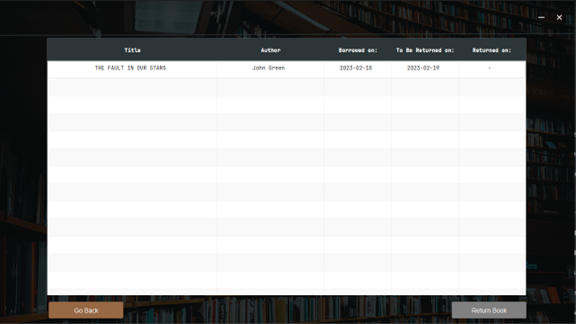 Title Author Borrowed on: To Be Returned on: Returned on:
THE FAULT IN OUR STARS John Green 2023-02-18 2023-02-19 -
Go Back Return Book